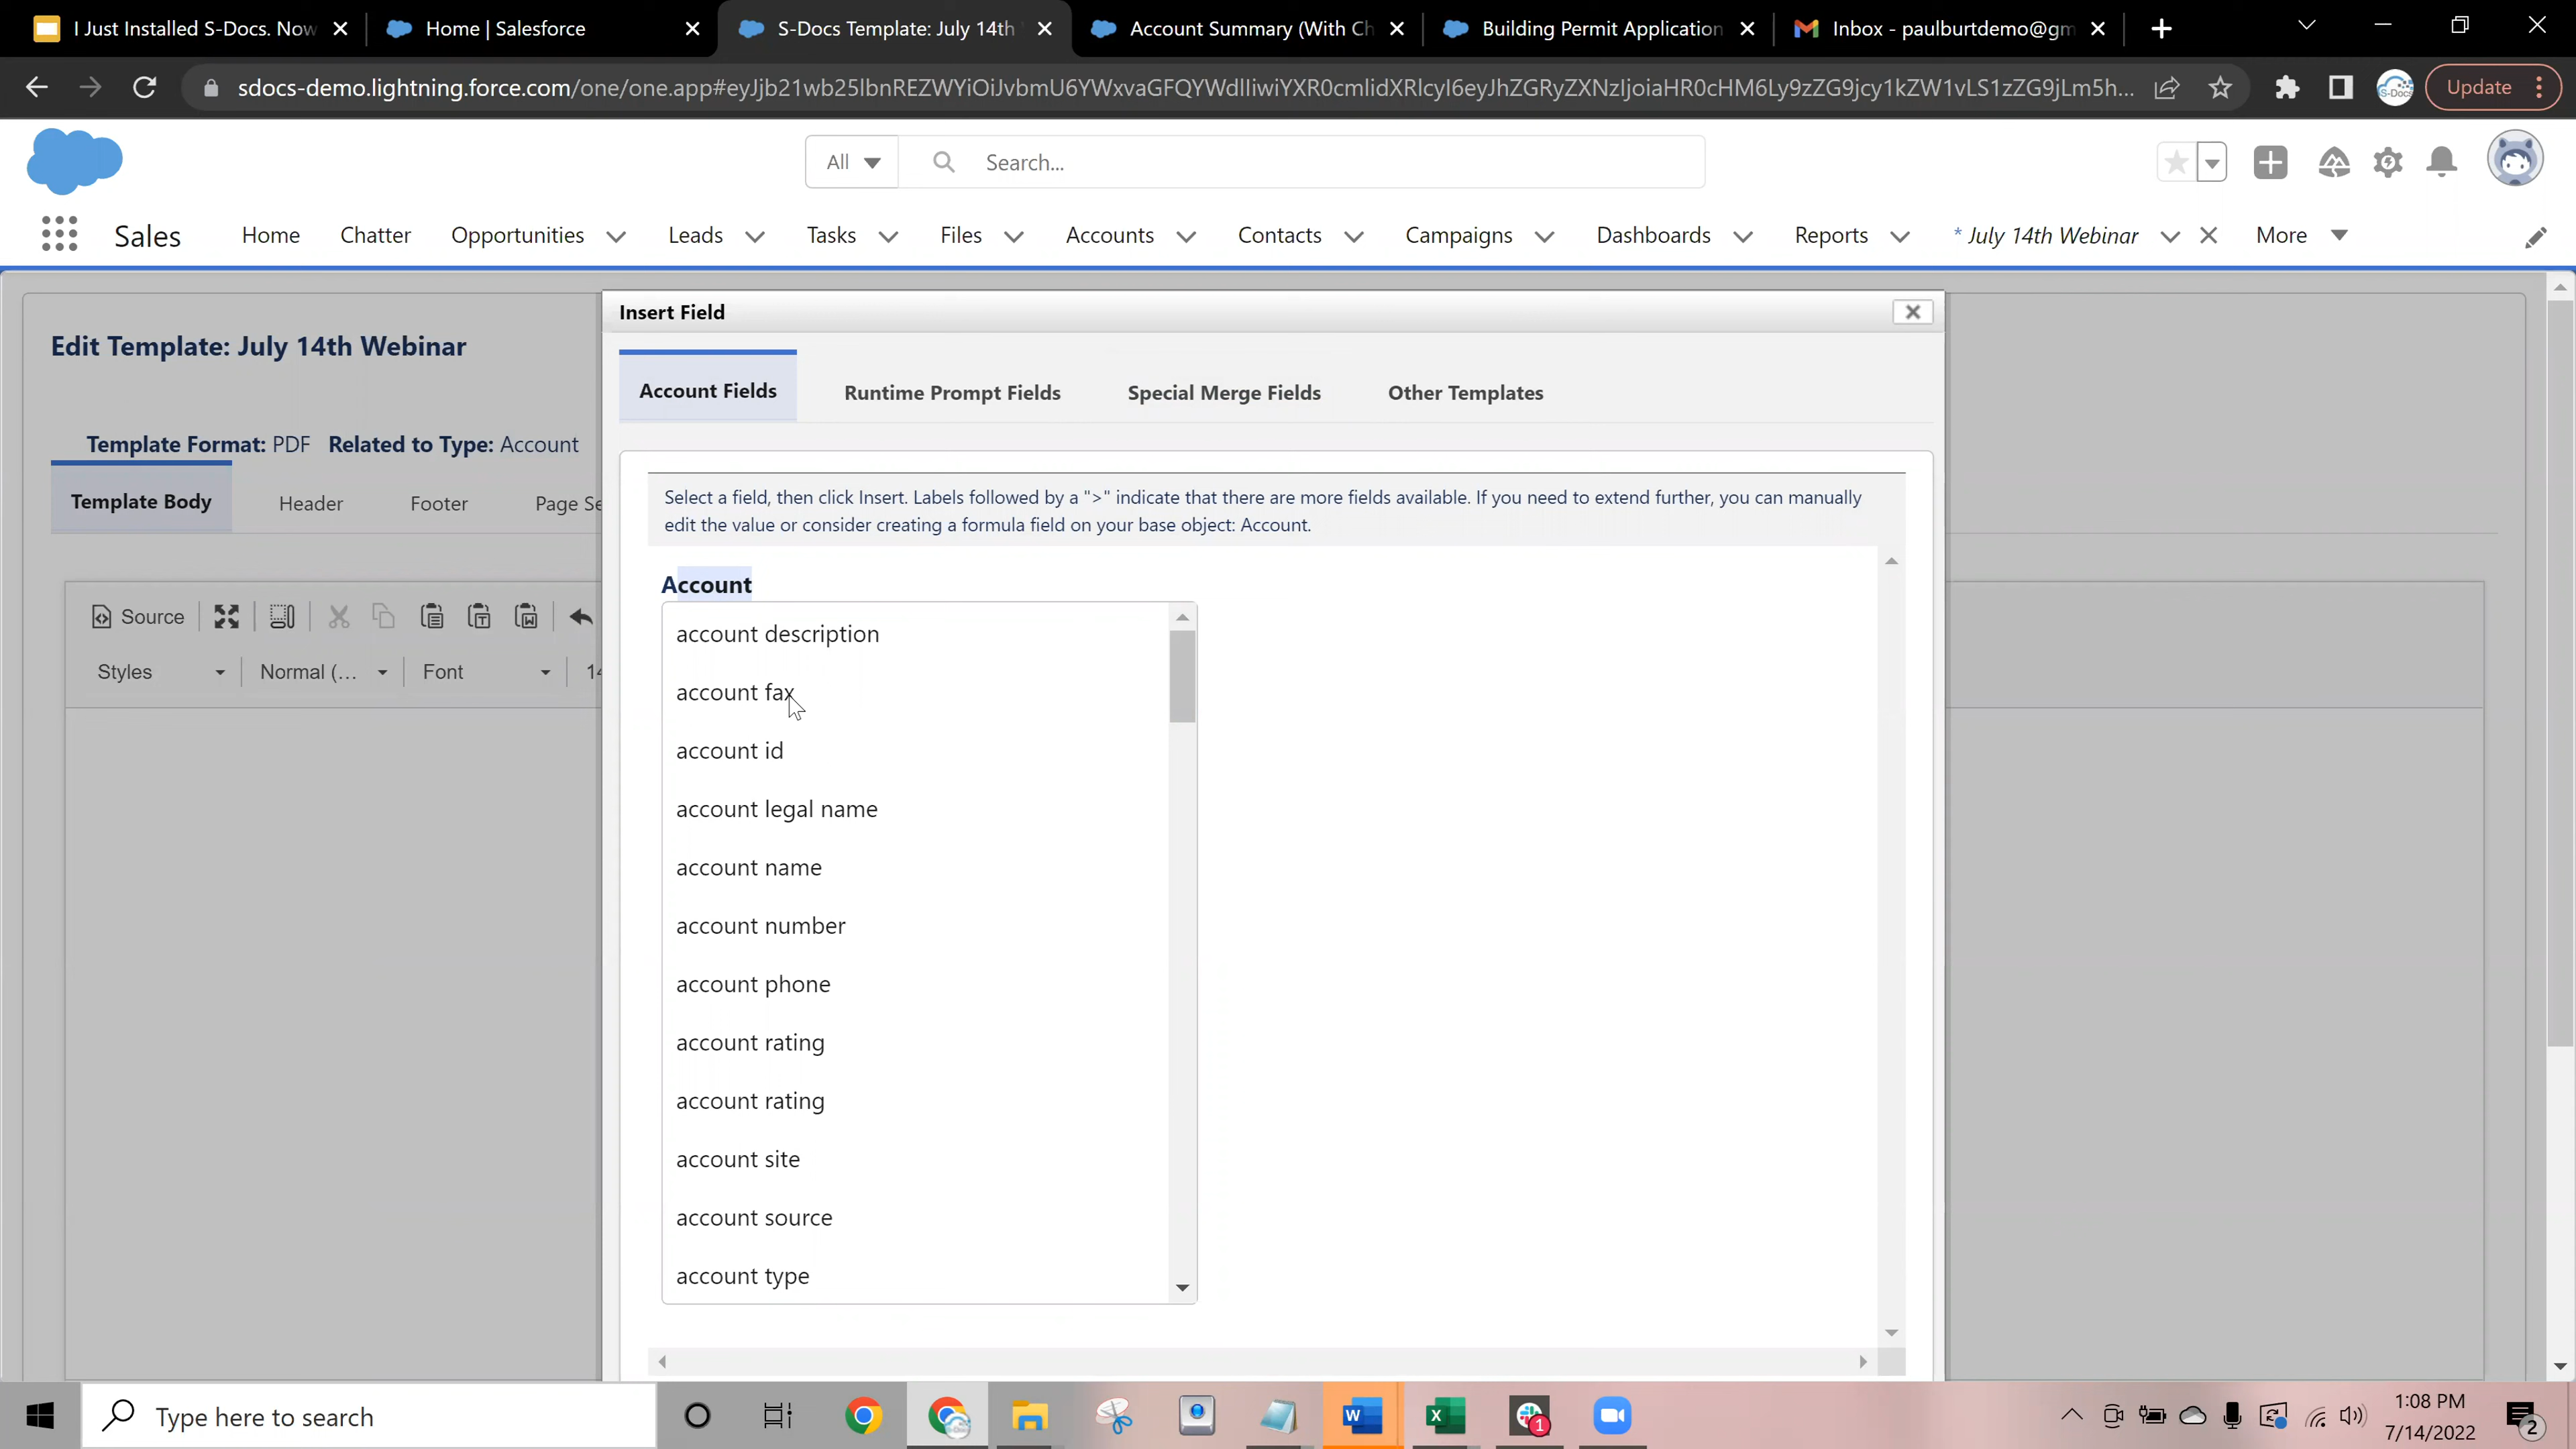 I Just Installed S-Docs. Now
Home | Salesforce
S-Docs Template: July 14th
Account Summary (With Ch
Building Permit Application
Inbox - paulburtdemo@gm
sdocs-demo.lightning.force.com/one/one.app#eyJjb21wb25lbnREZWYiOiJvbmU6YWxvaGFQYWdlIiwiYXR0cmlidXRlcyI6eyJhZGRyZXNzIjoiaHR0cHM6Ly9zZG9jcy1kZW1vLS1zZG9jLm5h...
S-Docs
Update
All
Search...
Sales
Home
Chatter
Opportunities
Leads
Tasks
Files
Accounts
Contacts
Campaigns
Dashboards
Reports
* July 14th Webinar
More
Edit Template: July 14th Webinar
Template Format: PDF Related to Type: Account
Template Body
Header
Footer
Page Se
Source
Styles
Normal (...
Font
14
Insert Field
Account Fields
Runtime Prompt Fields
Special Merge Fields
Other Templates
Select a field, then click Insert. Labels followed by a ">" indicate that there are more fields available. If you need to extend further, you can manually
edit the value or consider creating a formula field on your base object: Account.
Account
account description
account fax
account id
account legal name
account name
account number
account phone
account rating
account rating
account site
account source
account type
Type here to search
W
X
1
1:08 PM
7/14/2022
2